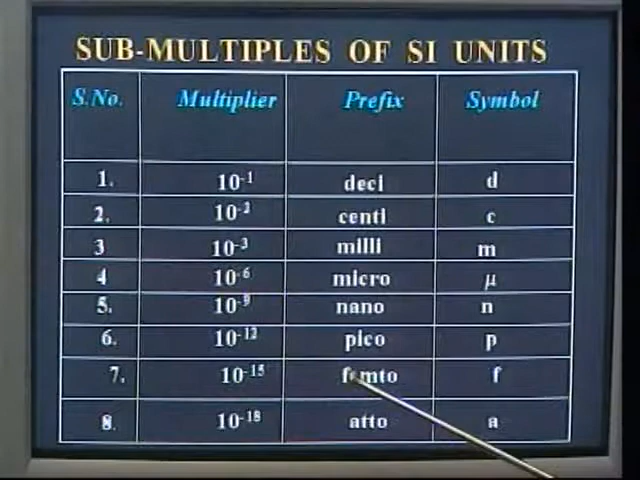 SUB-MULTIPLES OF SI UNITS
S.No. Multiplier Prefix Symbol
1. 10⁻¹ deci d
2. 10⁻² centi c
3 10⁻³ milli m
4 10⁻⁶ micro μ
5. 10⁻⁹ nano n
6. 10⁻¹² pico p
7. 10⁻¹⁵ femto f
8. 10⁻¹⁸ atto a